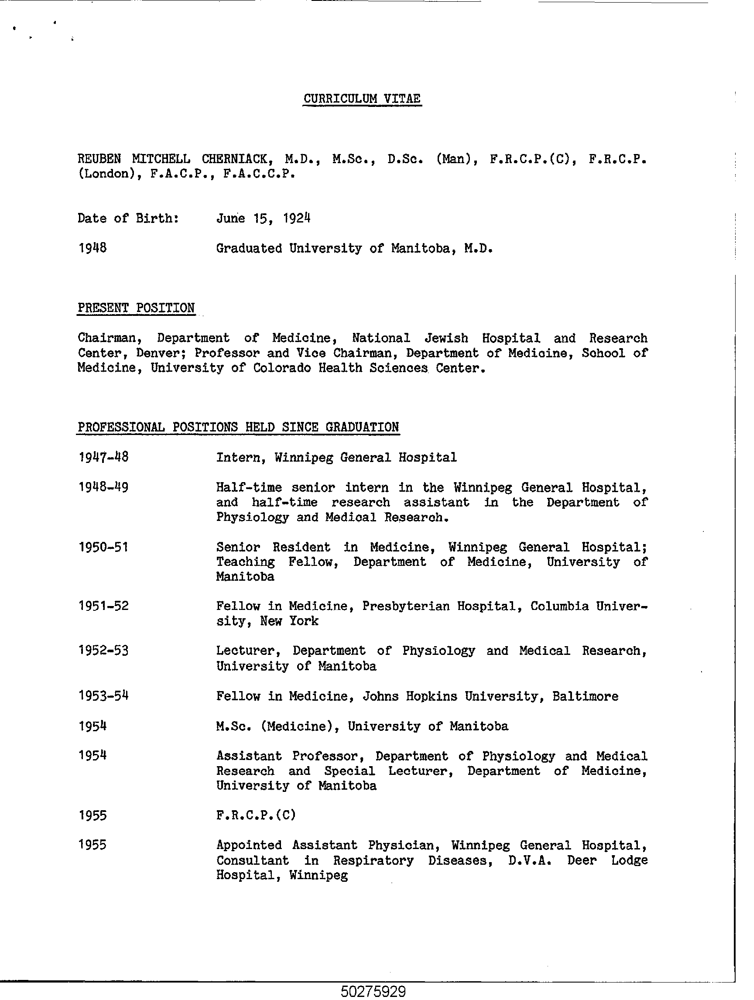 CURRICULUM VITAE
REUBEN MITCHELL CHERNIACK, M.D., M.Sc., D.Sc. (Man), F.R.C.P.(C), F.R.C.P.
(London), F.A.C.P., F.A.C.C.P.
Date of Birth: June 15, 1924
1948 Graduated University of Manitoba, M.D.
PRESENT POSITION
Chairman, Department of Medicine, National Jewish Hospital and Research
Center, Denver; Professor and Vice Chairman, Department of Medicine, School of
Medicine, University of Colorado Health Sciences Center.
PROFESSIONAL POSITIONS HELD SINCE GRADUATION
1947-48 Intern, Winnipeg General Hospital
1948-49 Half-time senior intern in the Winnipeg General Hospital,
and half-time research assistant in the Department of
Physiology and Medical Research.
1950-51 Senior Resident in Medicine, Winnipeg General Hospital;
Teaching Fellow, Department of Medicine, University of
Manitoba
1951-52 Fellow in Medicine, Presbyterian Hospital, Columbia Univer-
sity, New York
1952-53 Lecturer, Department of Physiology and Medical Research,
University of Manitoba
1953-54 Fellow in Medicine, Johns Hopkins University, Baltimore
1954 M.Sc. (Medicine), University of Manitoba
1954 Assistant Professor, Department of Physiology and Medical
Research and Special Lecturer, Department of Medicine,
University of Manitoba
1955 F.R.C.P.(C)
1955 Appointed Assistant Physician, Winnipeg General Hospital,
Consultant in Respiratory Diseases, D.V.A. Deer Lodge
Hospital, Winnipeg
50275929